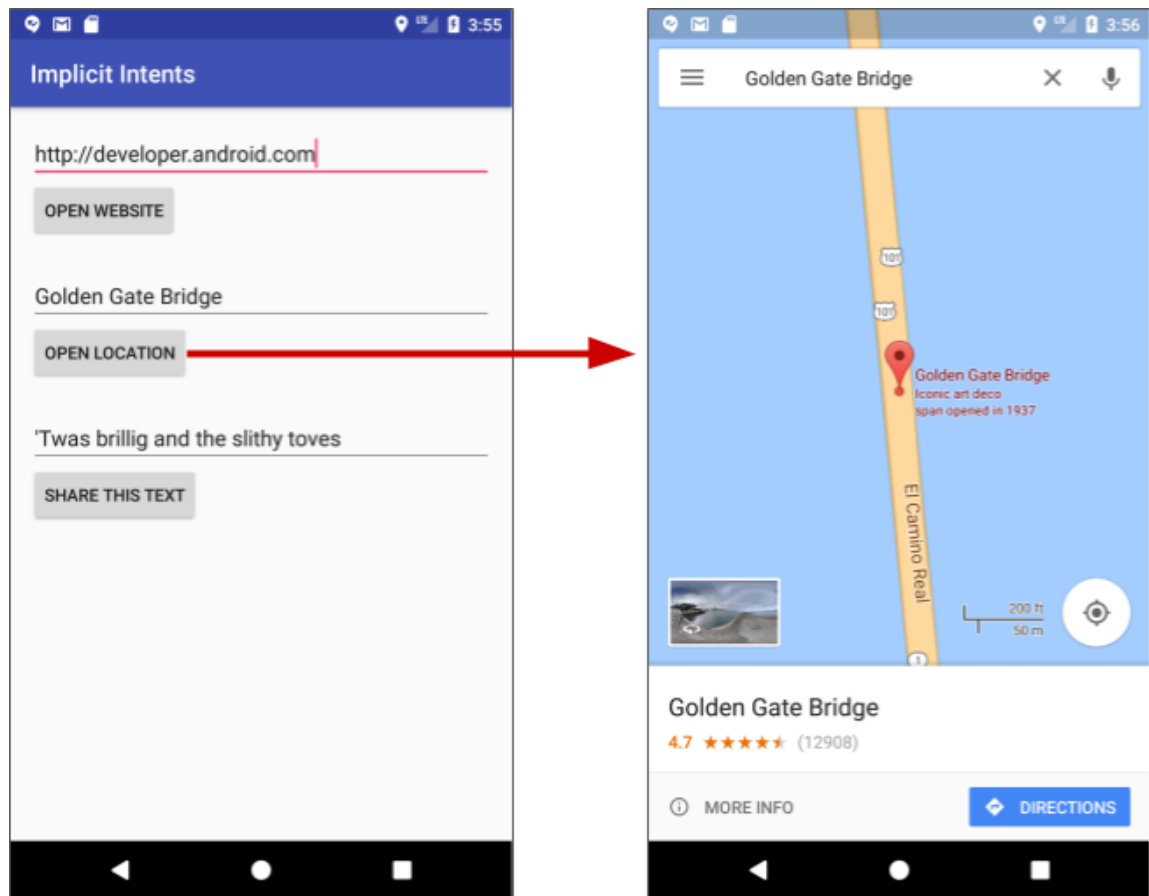 LTE 3:55
Implicit Intents
http://developer.android.com
OPEN WEBSITE
Golden Gate Bridge
OPEN LOCATION
'Twas brillig and the slithy toves
SHARE THIS TEXT
LTE 3:56
Golden Gate Bridge
101
101
Golden Gate Bridge
Iconic art deco
span opened in 1937
El Camino Real
200 ft
50 m
1
Golden Gate Bridge
4.7 (12908)
MORE INFO
DIRECTIONS